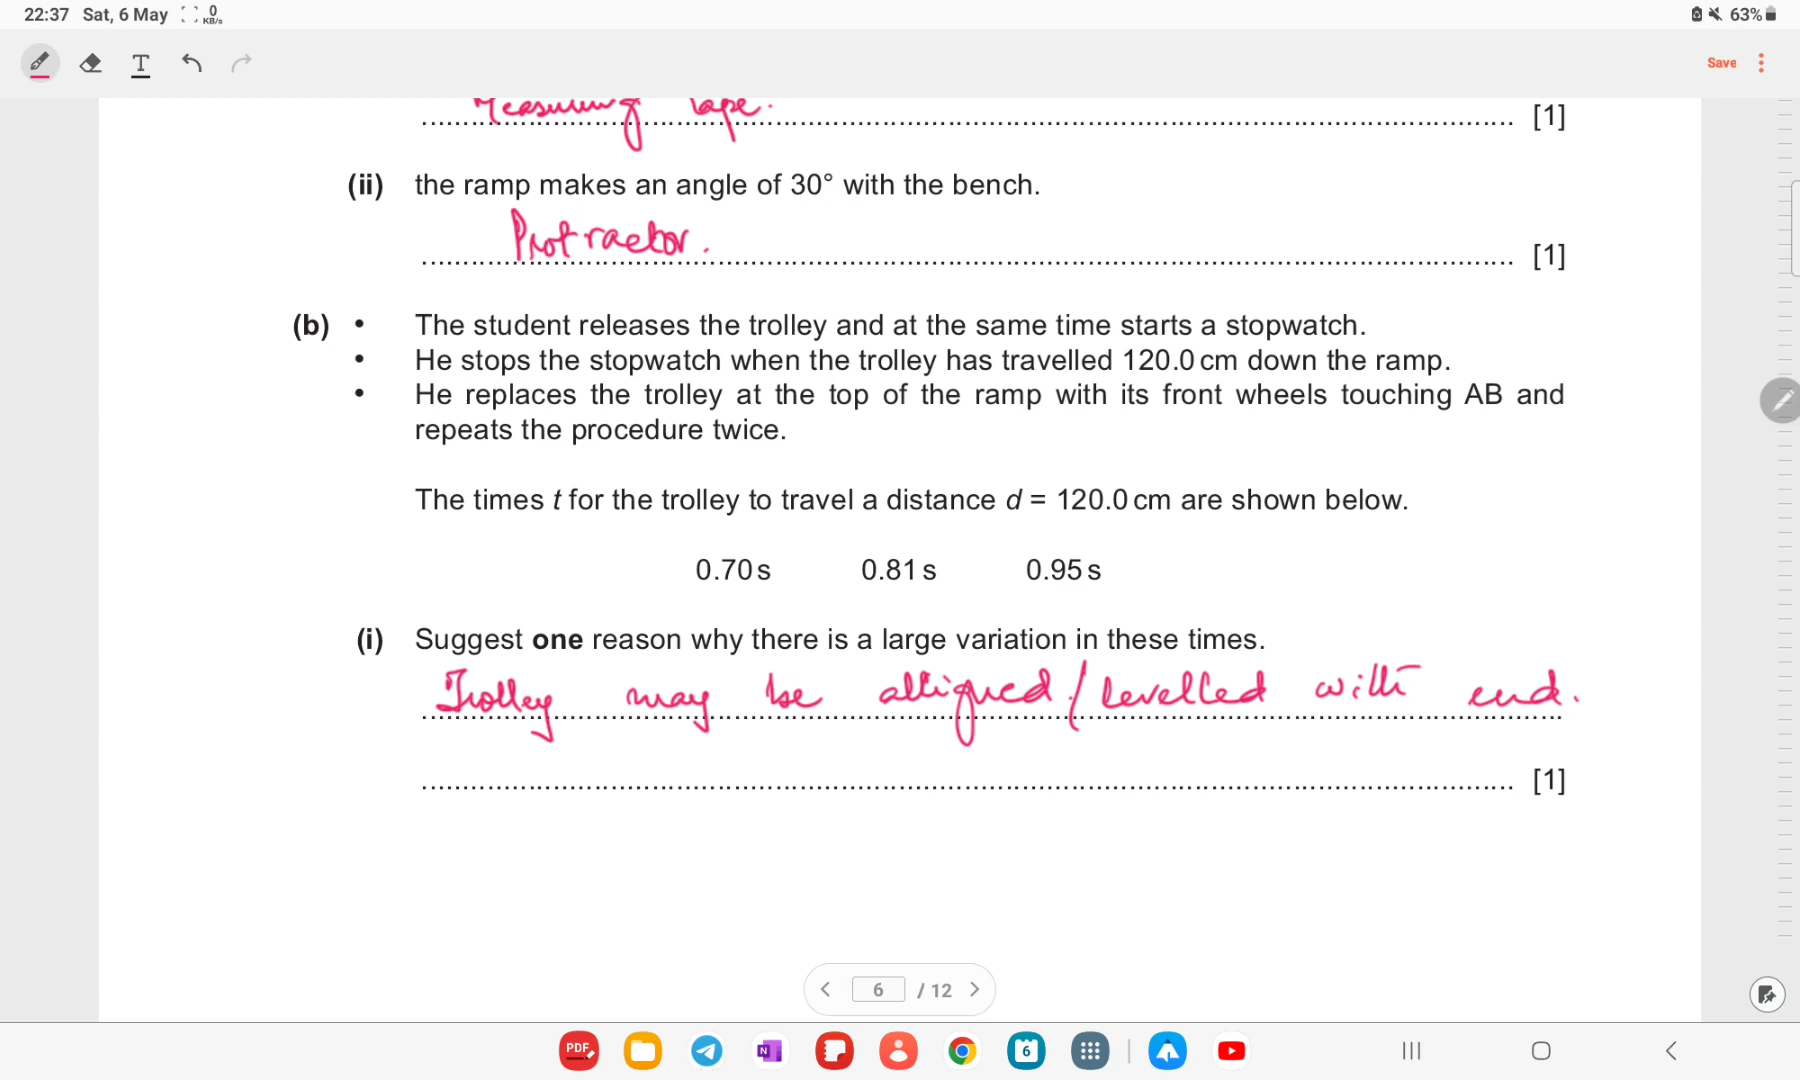 22:37 Sat, 6 May 0 KB/s 63%
Save
Measuring tape. [1]
(ii) the ramp makes an angle of 30° with the bench.
Protractor. [1]
(b) • The student releases the trolley and at the same time starts a stopwatch.
• He stops the stopwatch when the trolley has travelled 120.0 cm down the ramp.
• He replaces the trolley at the top of the ramp with its front wheels touching AB and
repeats the procedure twice.
The times t for the trolley to travel a distance d = 120.0 cm are shown below.
0.70 s 0.81 s 0.95 s
(i) Suggest one reason why there is a large variation in these times.
Trolley may be alligned / levelled with end.
[1]
6 / 12
PDF N 6